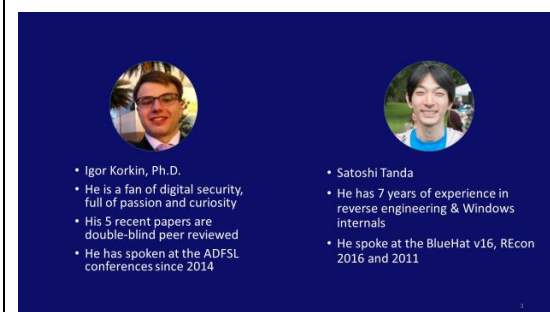 • Igor Korkin, Ph.D.
• He is a fan of digital security,
full of passion and curiosity
• His 5 recent papers are
double-blind peer reviewed
• He has spoken at the ADFSL
conferences since 2014
• Satoshi Tanda
• He has 7 years of experience in
reverse engineering & Windows
internals
• He spoke at the BlueHat v16, REcon
2016 and 2011
3